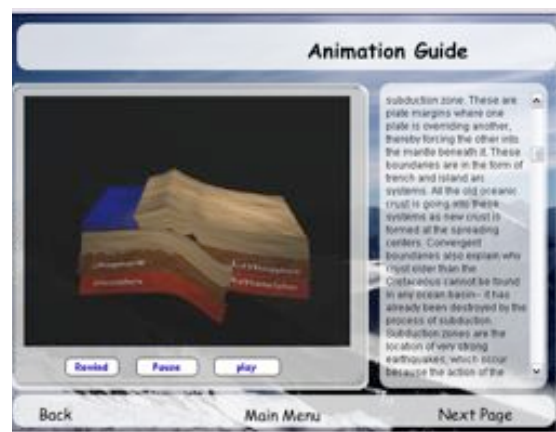 Animation Guide
subduction zone. These are
plate margins where one
plate is overriding another,
thereby forcing the other into
the mantle beneath it. These
boundaries are in the form of
trench and island arc
systems. All the old oceanic
crust is going into these
systems as new crust is
formed at the spreading
centers. Convergent
boundaries also explain why
crust older than the
Cretaceous cannot be found
in any ocean basin-- it has
already been destroyed by the
process of subduction.
Subduction zones are the
location of very strong
earthquakes, which occur
because the action of the
Lithosphere
Rewind
Pause
play
Back
Main Menu
Next Page